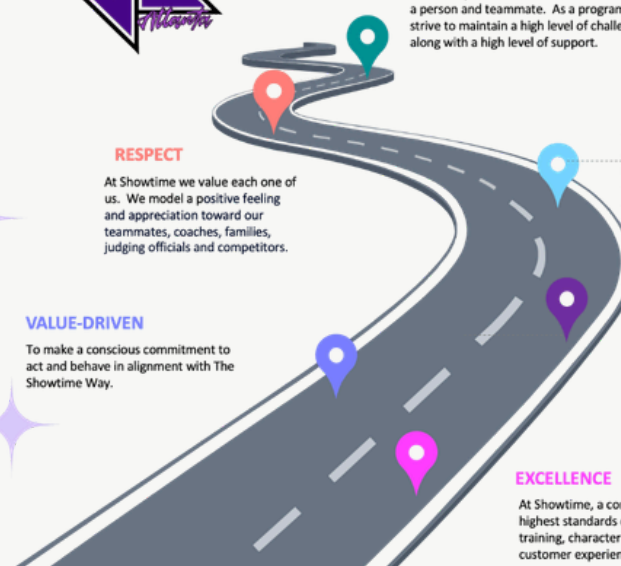 Atlanta
a person and teammate. As a program
strive to maintain a high level of
along with a high level of support.
RESPECT
At Showtime we value each one of
us. We model a positive feeling
and appreciation toward our
teammates, coaches, families,
judging officials and competitors.
VALUE-DRIVEN
To make a conscious commitment to
act and behave in alignment with The
Showtime Way.
EXCELLENCE
At Showtime, a
highest standards
training, character
customer